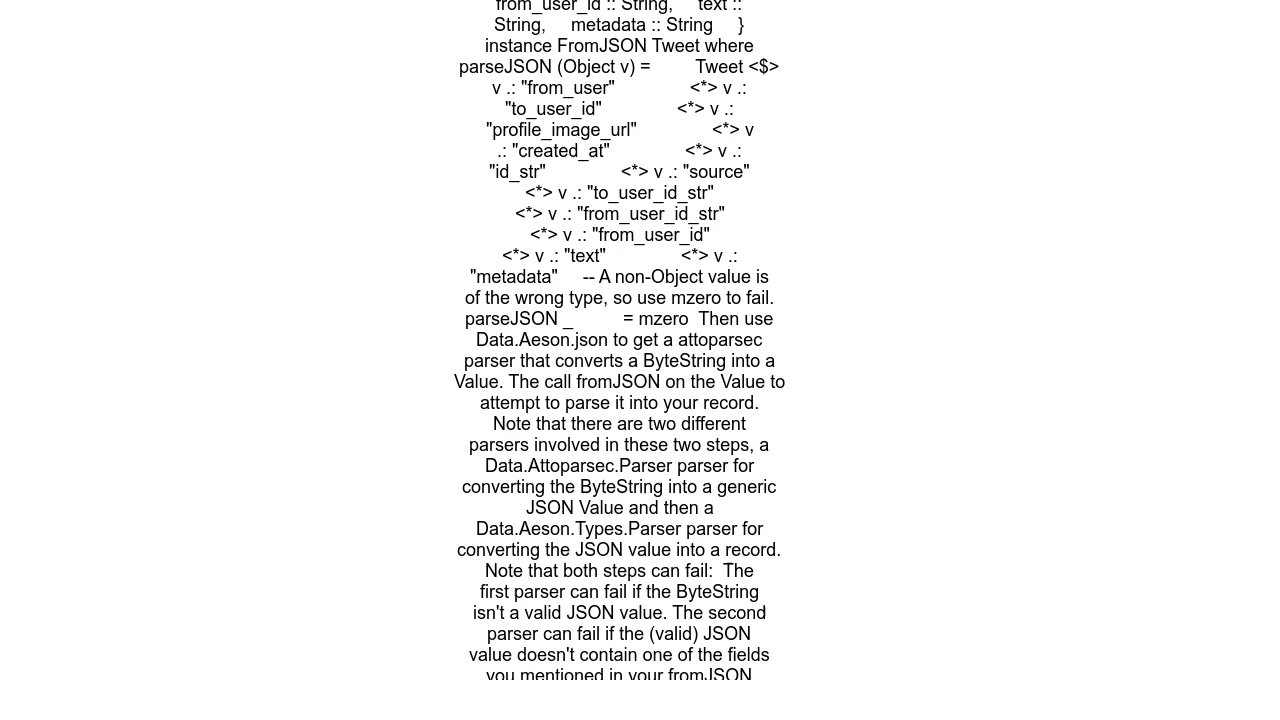 from_user_id :: String,     text ::
String,     metadata :: String     }
instance FromJSON Tweet where
parseJSON (Object v) =         Tweet <$>
v .: "from_user"               <*> v .:
"to_user_id"               <*> v .:
"profile_image_url"               <*> v
.: "created_at"               <*> v .:
"id_str"               <*> v .: "source"
<*> v .: "to_user_id_str"
<*> v .: "from_user_id_str"
<*> v .: "from_user_id"
<*> v .: "text"               <*> v .:
"metadata"     -- A non-Object value is
of the wrong type, so use mzero to fail.
parseJSON _          = mzero  Then use
Data.Aeson.json to get a attoparsec
parser that converts a ByteString into a
Value. The call fromJSON on the Value to
attempt to parse it into your record.
Note that there are two different
parsers involved in these two steps, a
Data.Attoparsec.Parser parser for
converting the ByteString into a generic
JSON Value and then a
Data.Aeson.Types.Parser parser for
converting the JSON value into a record.
Note that both steps can fail:  The
first parser can fail if the ByteString
isn't a valid JSON value. The second
parser can fail if the (valid) JSON
value doesn't contain one of the fields
you mentioned in your fromJSON